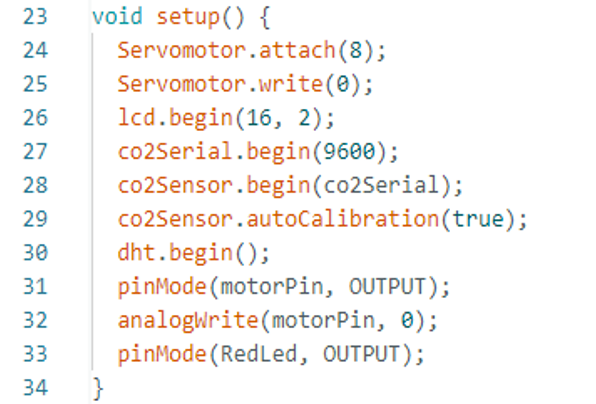 23 void setup() {
24 Servomotor.attach(8);
25 Servomotor.write(0);
26 lcd.begin(16, 2);
27 co2Serial.begin(9600);
28 co2Sensor.begin(co2Serial);
29 co2Sensor.autoCalibration(true);
30 dht.begin();
31 pinMode(motorPin, OUTPUT);
32 analogWrite(motorPin, 0);
33 pinMode(RedLed, OUTPUT);
34 }